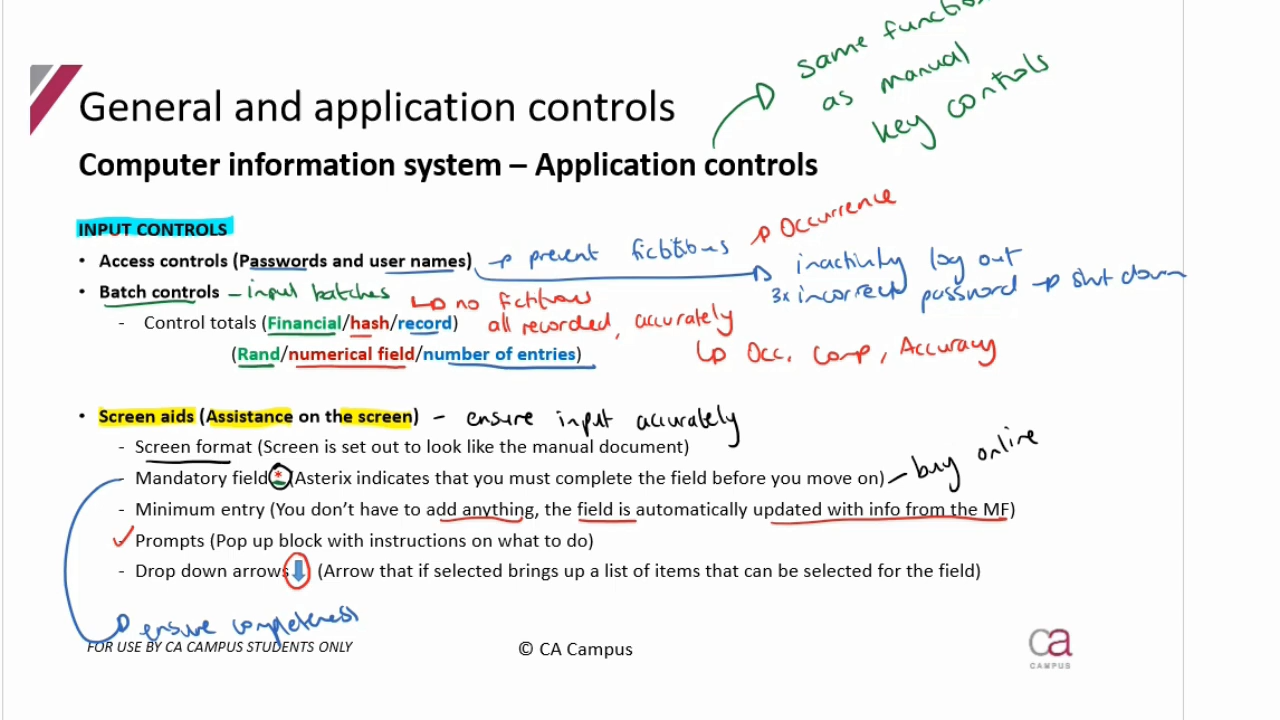 same function
as manual
key controls
General and application controls
Computer information system – Application controls
INPUT CONTROLS
Occurrence
• Access controls (Passwords and user names) → prevent fictitious
inactivity log out
3x incorrect password → shut down
• Batch controls – input batches
no fictitious
- Control totals (Financial/hash/record) all recorded, accurately
(Rand/numerical field/number of entries) Occ. Comp, Accuracy
• Screen aids (Assistance on the screen) – ensure input accurately
- Screen format (Screen is set out to look like the manual document)
- Mandatory field * (Asterix indicates that you must complete the field before you move on) – buy online
- Minimum entry (You don't have to add anything, the field is automatically updated with info from the MF)
- Prompts (Pop up block with instructions on what to do)
- Drop down arrows (Arrow that if selected brings up a list of items that can be selected for the field)
ensure completeness
FOR USE BY CA CAMPUS STUDENTS ONLY
© CA Campus
ca
CAMPUS